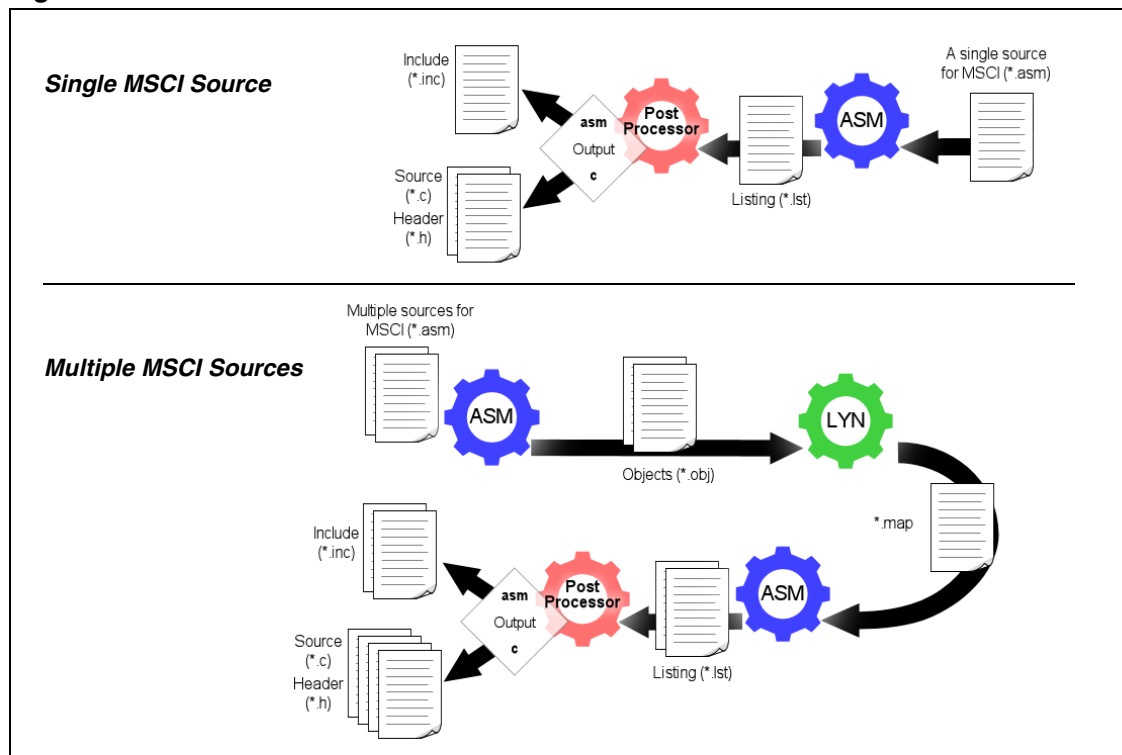 Single MSCI Source
Include
(*.inc)
asm
Output
c
Source
(*.c)
Header
(*.h)
Post
Processor
Listing (*.lst)
ASM
A single source
for MSCI (*.asm)
Multiple MSCI Sources
Multiple sources for
MSCI (*.asm)
ASM
Objects (*.obj)
LYN
*.map
ASM
Listing (*.lst)
Post
Processor
asm
Output
c
Include
(*.inc)
Source
(*.c)
Header
(*.h)